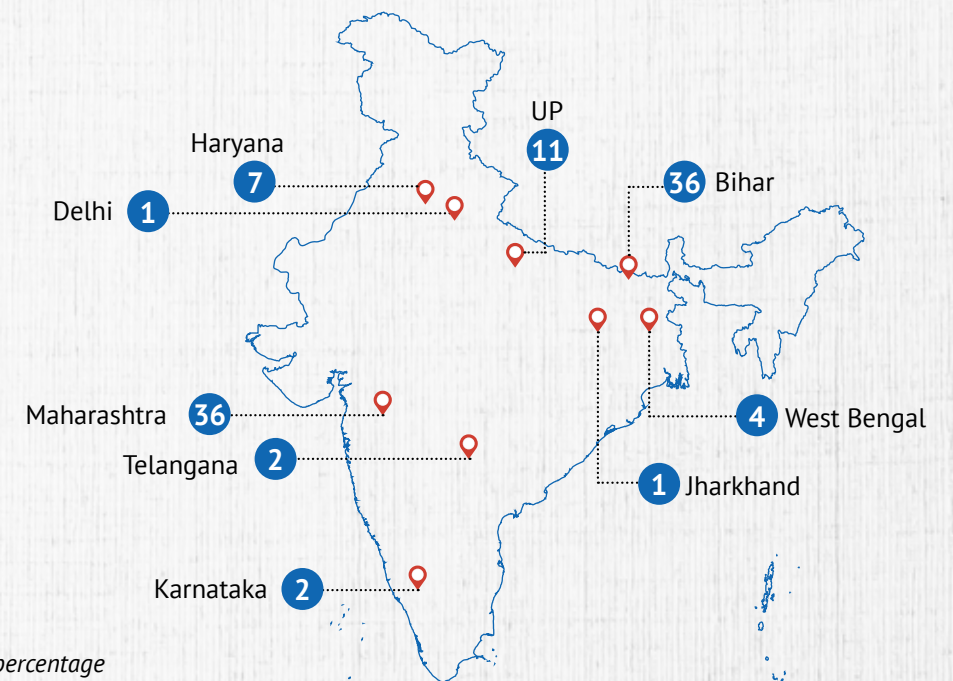 UP
11
Haryana
7
36 Bihar
Delhi 1
Maharashtra 36
4 West Bengal
Telangana 2
1 Jharkhand
Karnataka 2
percentage